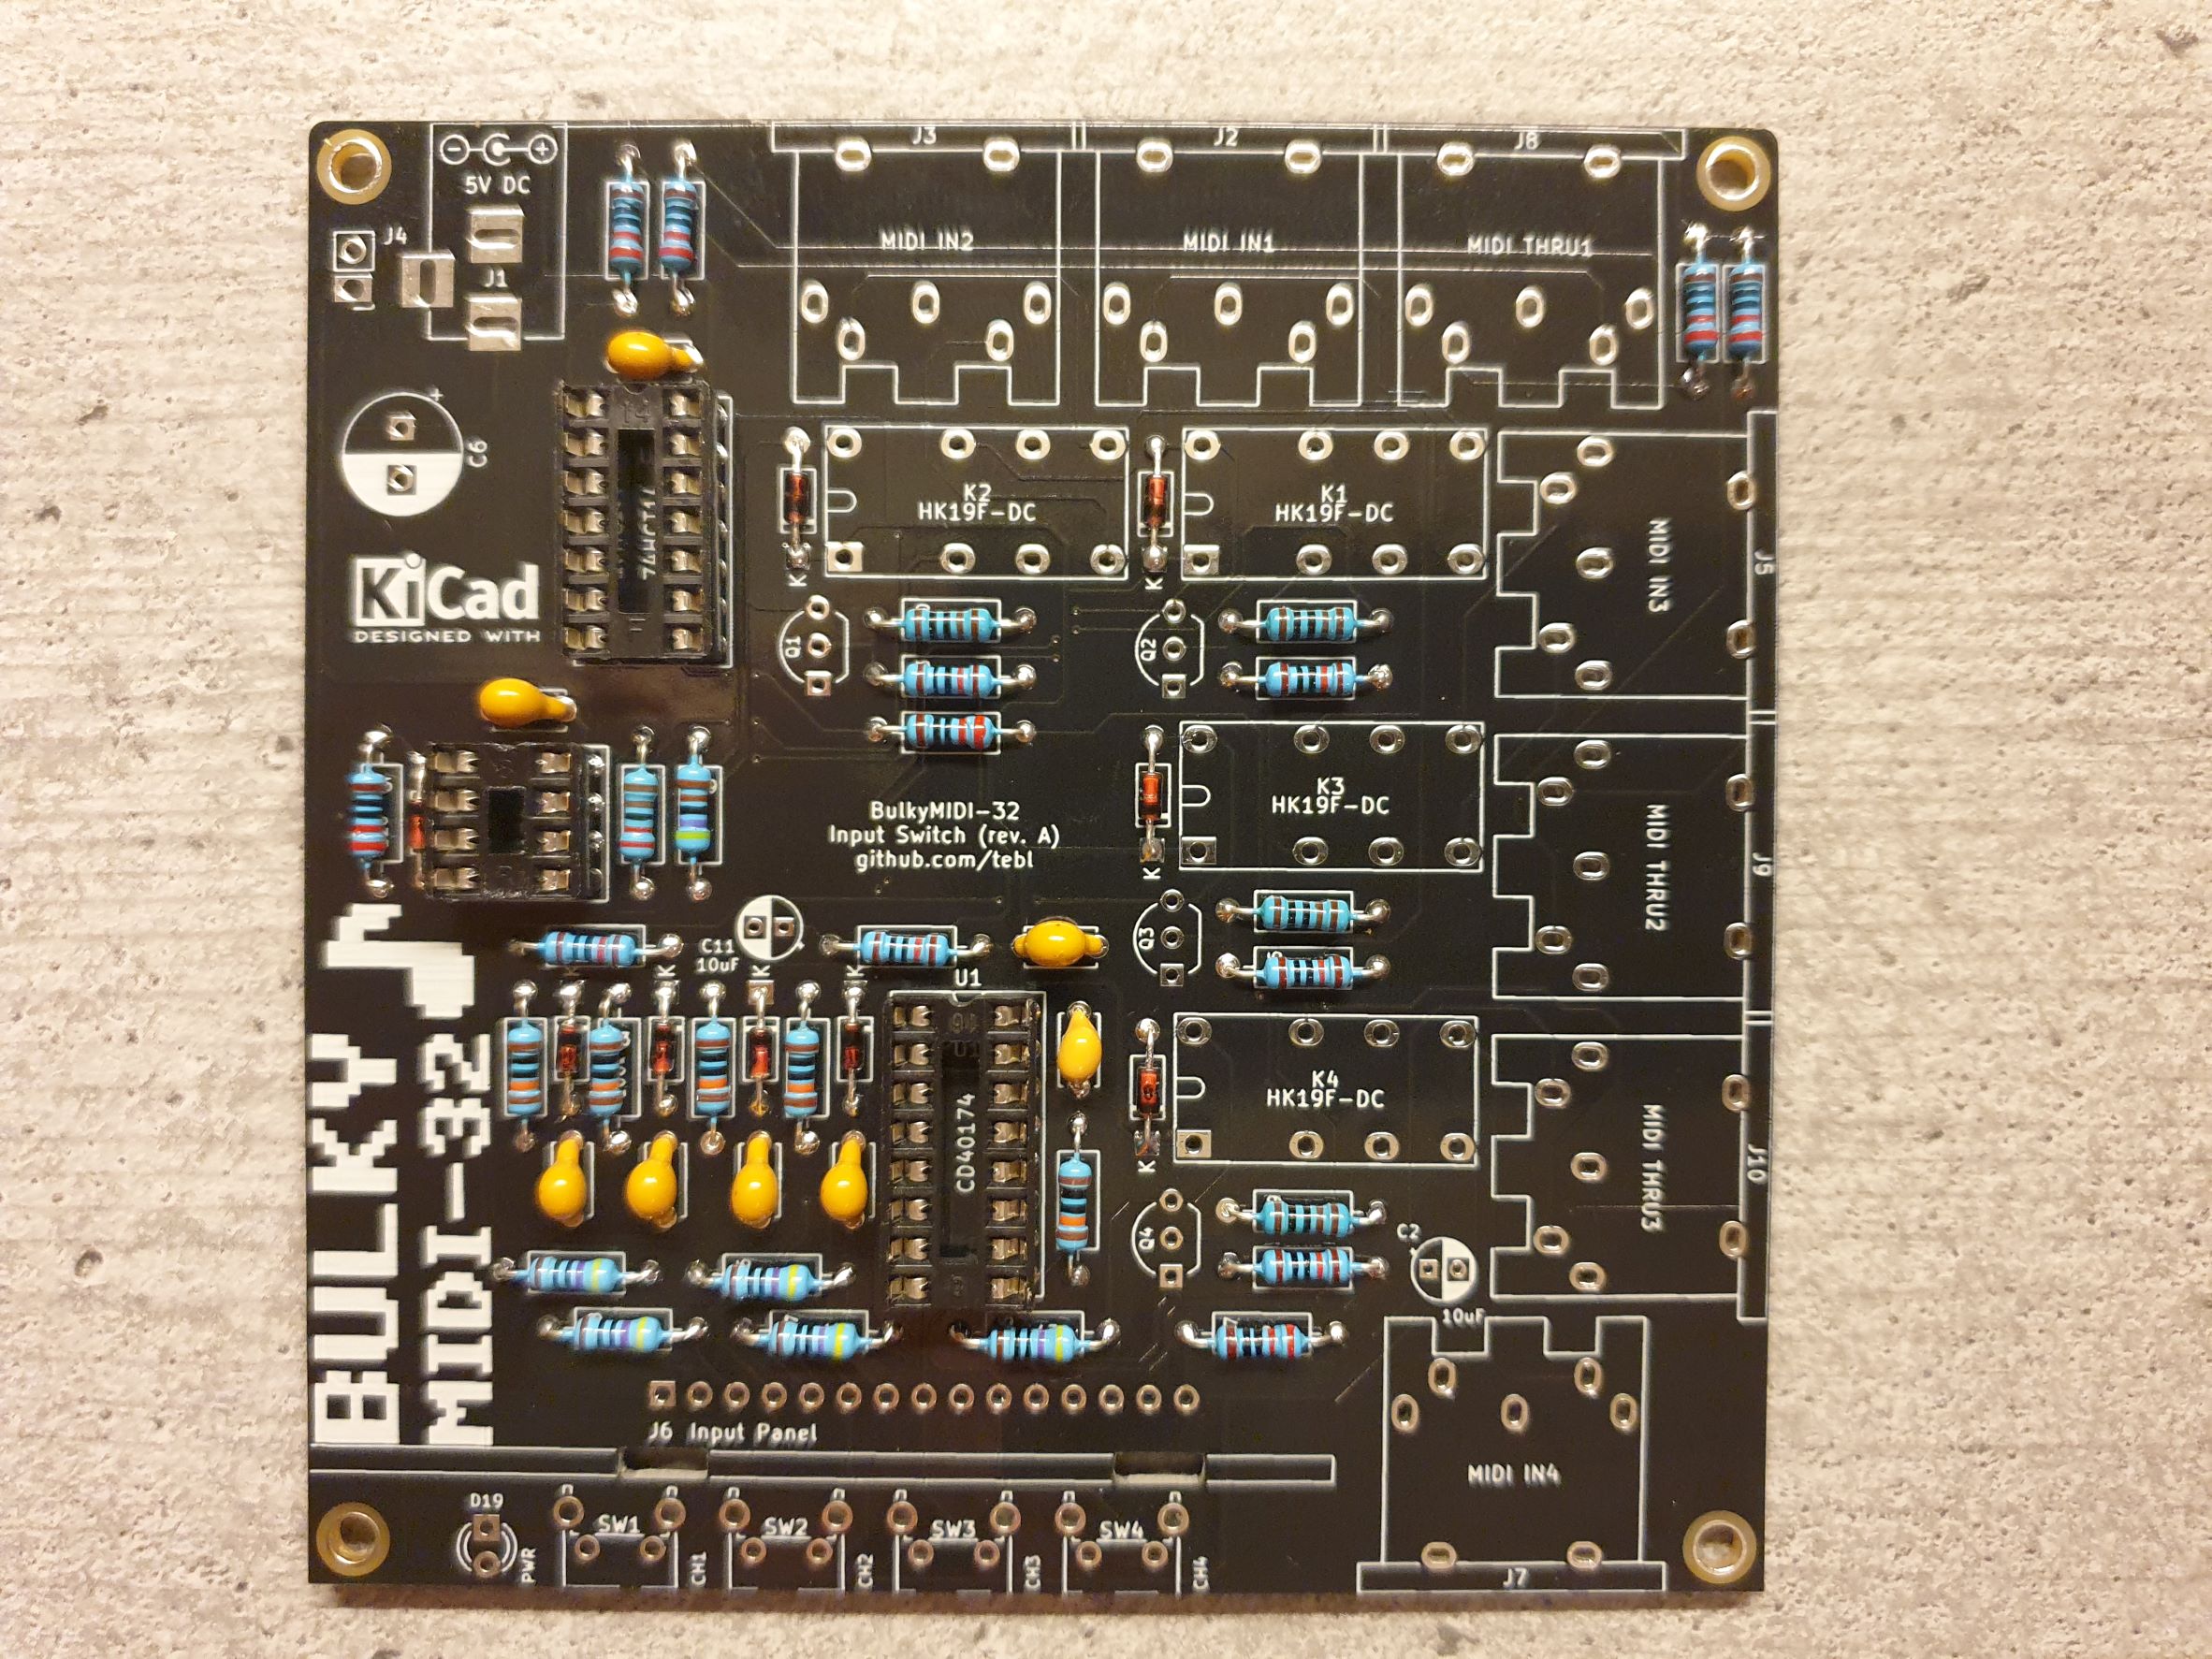 J3
J2
J8
5V DC
J4
J1
MIDI IN2
MIDI IN1
MIDI THRU1
C6
K2
HK19F-DC
K1
HK19F-DC
MIDI IN3
J5
KiCad
DESIGNED WITH
K
K
Q1
Q2
BulkyMIDI-32
Input Switch (rev. A)
github.com/tebl
K3
HK19F-DC
MIDI THRU2
J9
K
Q3
C11
10uF
K
K
K
U1
CD40174
K4
HK19F-DC
MIDI THRU3
J10
K
Q4
C2
10uF
BULKY
MIDI-32
J6 Input Panel
MIDI IN4
J7
D19
PWR
SW1
CH1
SW2
CH2
SW3
CH3
SW4
CH4